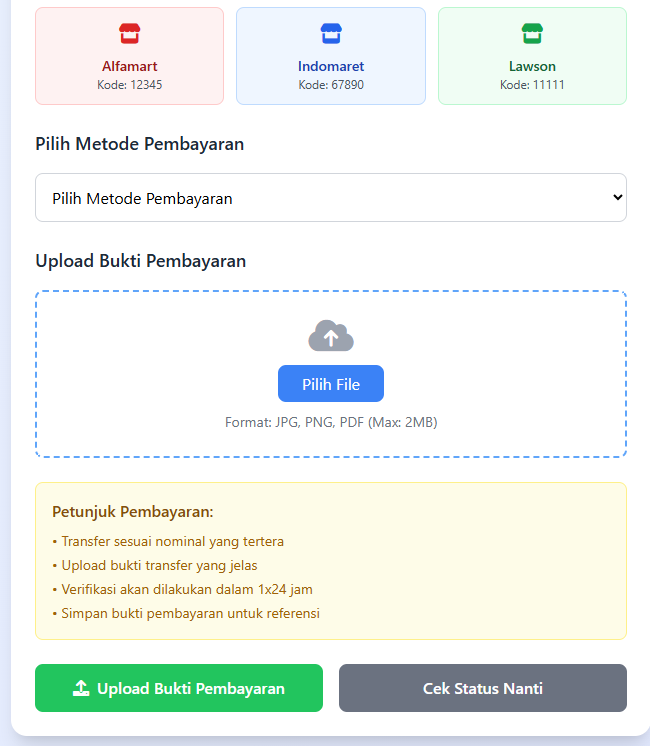 Alfamart
Kode: 12345
Indomaret
Kode: 67890
Lawson
Kode: 11111
Pilih Metode Pembayaran
Pilih Metode Pembayaran
Upload Bukti Pembayaran
Pilih File
Format: JPG, PNG, PDF (Max: 2MB)
Petunjuk Pembayaran:
• Transfer sesuai nominal yang tertera
• Upload bukti transfer yang jelas
• Verifikasi akan dilakukan dalam 1x24 jam
• Simpan bukti pembayaran untuk referensi
Upload Bukti Pembayaran
Cek Status Nanti